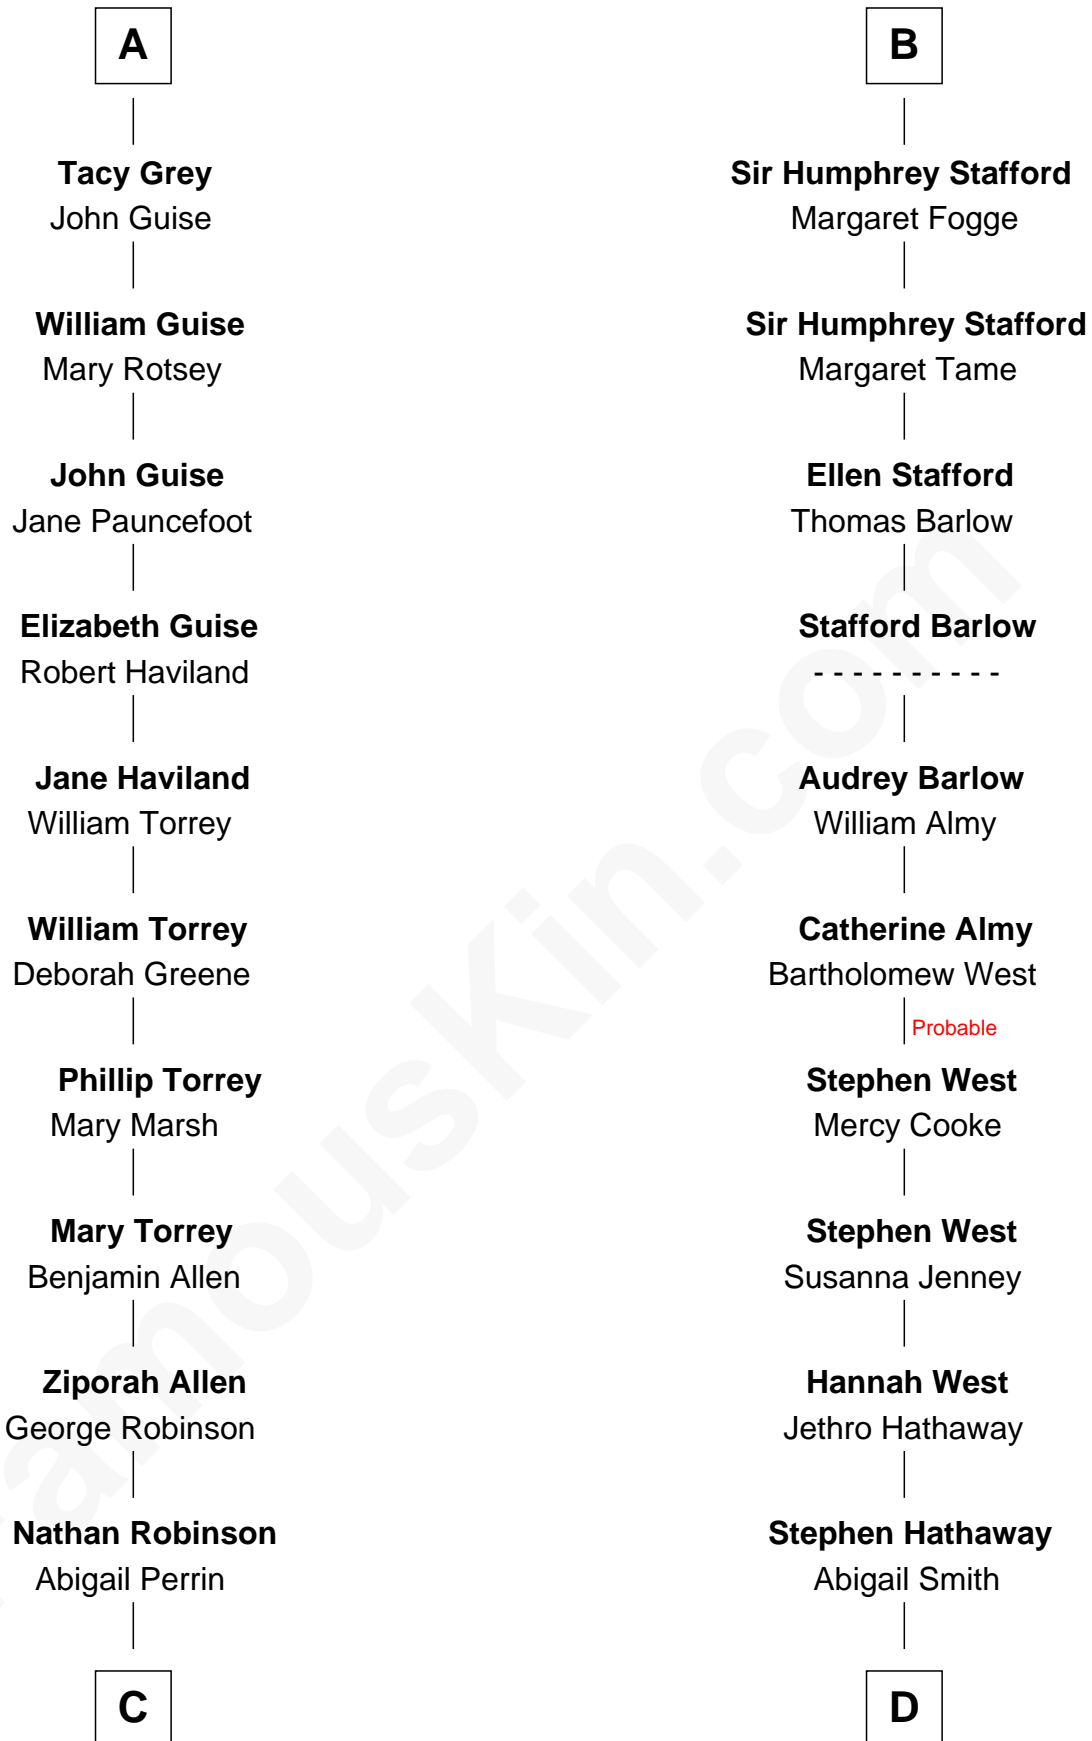 A
Tacy Grey
John Guise
William Guise
Mary Rotsey
John Guise
Jane Pauncefoot
Elizabeth Guise
Robert Haviland
Jane Haviland
William Torrey
William Torrey
Deborah Greene
Phillip Torrey
Mary Marsh
Mary Torrey
Benjamin Allen
Ziporah Allen
George Robinson
Nathan Robinson
Abigail Perrin
C
B
Sir Humphrey Stafford
Margaret Fogge
Sir Humphrey Stafford
Margaret Tame
Ellen Stafford
Thomas Barlow
Stafford Barlow
- - - - - - - - - -
Audrey Barlow
William Almy
Catherine Almy
Bartholomew West
Probable
Stephen West
Mercy Cooke
Stephen West
Susanna Jenney
Hannah West
Jethro Hathaway
Stephen Hathaway
Abigail Smith
D
FamousKin.com